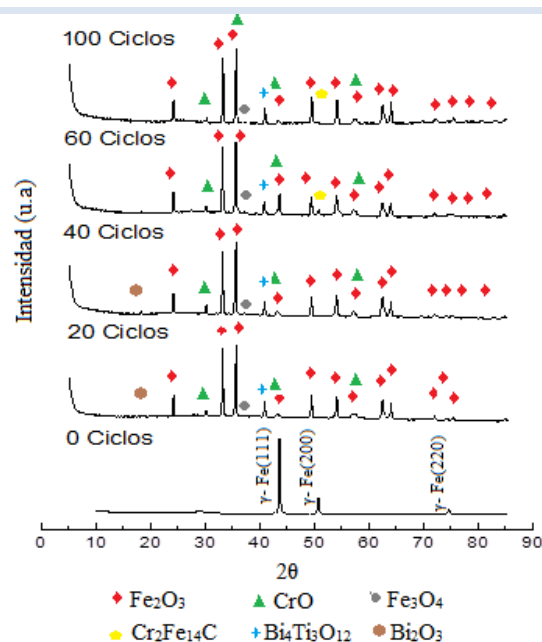 100 Ciclos
60 Ciclos
40 Ciclos
20 Ciclos
0 Ciclos
Intensidad (u.a)
γ- Fe(111)
γ- Fe(200)
γ- Fe(220)
0 10 20 30 40 50 60 70 80 90
2θ
Fe₂O₃ CrO Fe₃O₄
Cr₂Fe₁₄C Bi₄Ti₃O₁₂ Bi₂O₃